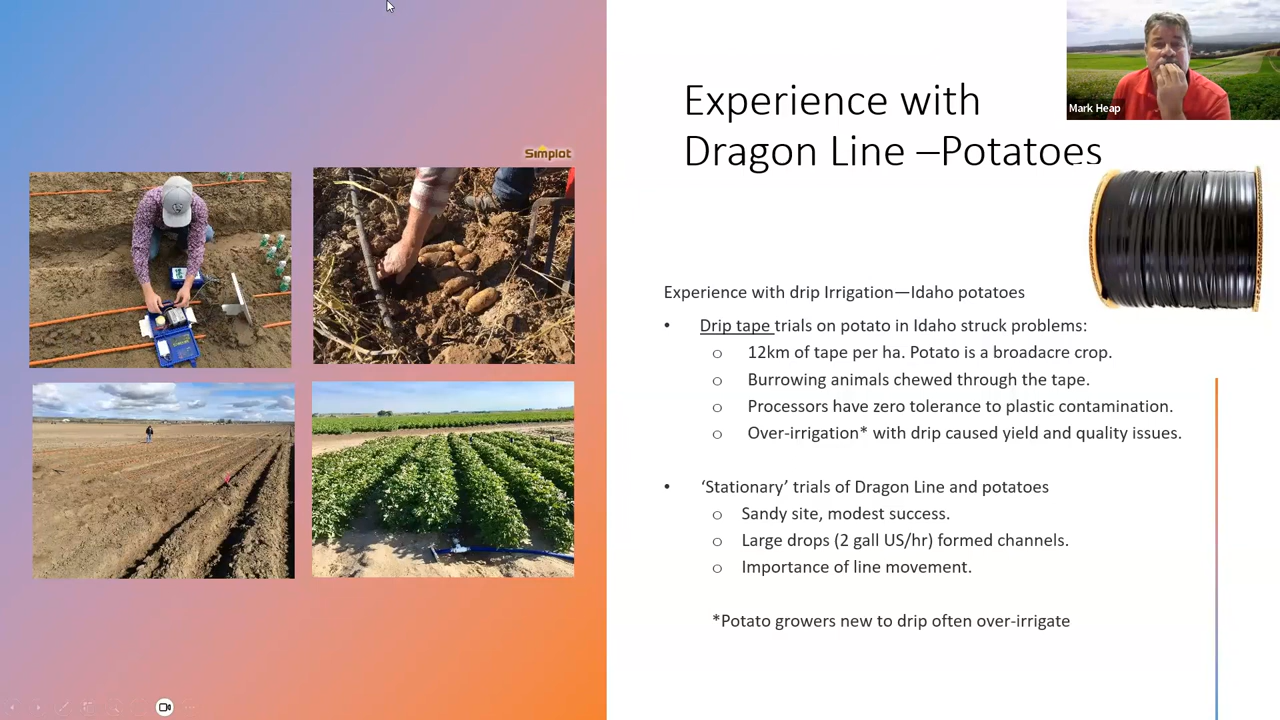 Experience with
Dragon Line –Potatoes
Mark Heap
Simplot
Experience with drip Irrigation—Idaho potatoes
• Drip tape trials on potato in Idaho struck problems:
o 12km of tape per ha. Potato is a broadacre crop.
o Burrowing animals chewed through the tape.
o Processors have zero tolerance to plastic contamination.
o Over-irrigation* with drip caused yield and quality issues.
• ‘Stationary’ trials of Dragon Line and potatoes
o Sandy site, modest success.
o Large drops (2 gall US/hr) formed channels.
o Importance of line movement.
*Potato growers new to drip often over-irrigate